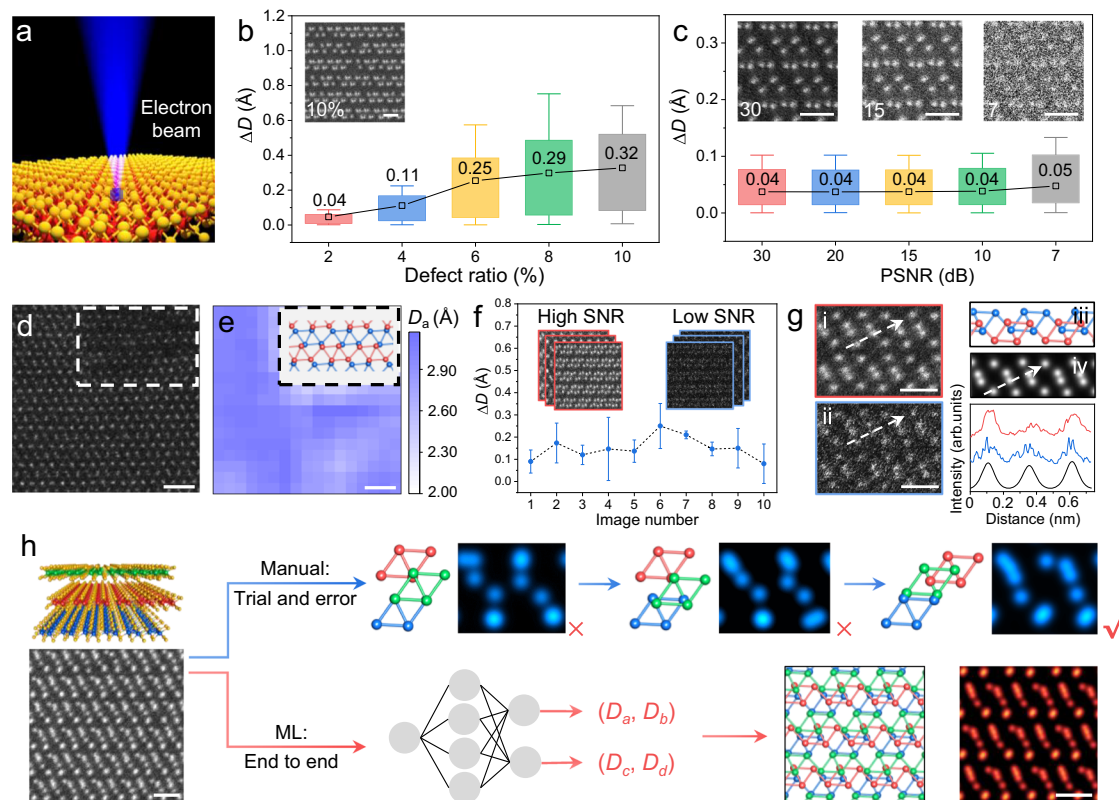 a
Electron
beam
b
ΔD (Å)
1.2
1.0
0.8
0.6
0.4
0.2
0.0
10%
0.04
0.11
0.25
0.29
0.32
2
4
6
8
10
Defect ratio (%)
c
ΔD (Å)
0.3
0.2
0.1
0.0
30
15
7
0.04
0.04
0.04
0.04
0.05
30
20
15
10
7
PSNR (dB)
d
e
Da (Å)
2.90
2.60
2.30
2.00
f
ΔD (Å)
0.8
0.7
0.6
0.5
0.4
0.3
0.2
0.1
0.0
High SNR
Low SNR
1
2
3
4
5
6
7
8
9
10
Image number
g
i
ii
iii
iv
Intensity (arb.units)
0
0.2
0.4
0.6
Distance (nm)
h
Manual:
Trial and error
×
×
√
ML:
End to end
(Da, Db)
(Dc, Dd)